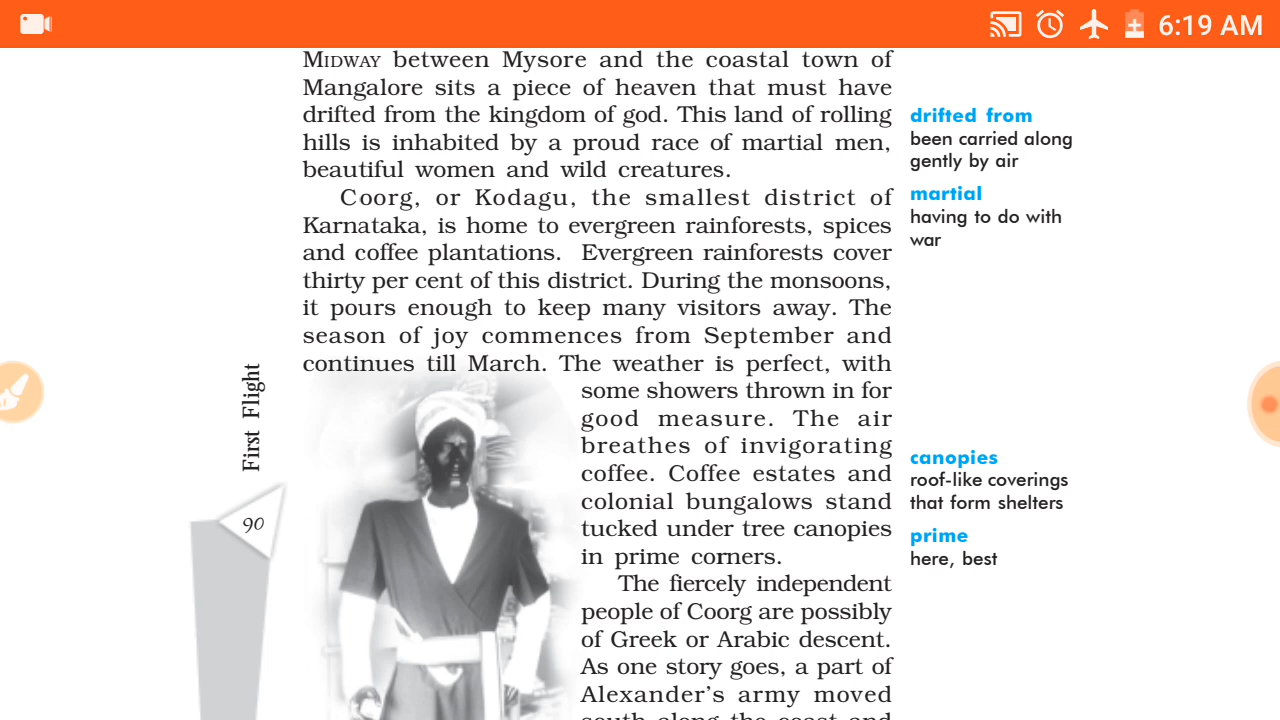 6:19 AM
MIDWAY between Mysore and the coastal town of
Mangalore sits a piece of heaven that must have
drifted from the kingdom of god. This land of rolling
hills is inhabited by a proud race of martial men,
beautiful women and wild creatures.
Coorg, or Kodagu, the smallest district of
Karnataka, is home to evergreen rainforests, spices
and coffee plantations. Evergreen rainforests cover
thirty per cent of this district. During the monsoons,
it pours enough to keep many visitors away. The
season of joy commences from September and
continues till March. The weather is perfect, with
some showers thrown in for
good measure. The air
breathes of invigorating
coffee. Coffee estates and
colonial bungalows stand
tucked under tree canopies
in prime corners.
The fiercely independent
people of Coorg are possibly
of Greek or Arabic descent.
As one story goes, a part of
Alexander's army moved
south along the coast and
drifted from
been carried along
gently by air
martial
having to do with
war
canopies
roof-like coverings
that form shelters
prime
here, best
First Flight
90